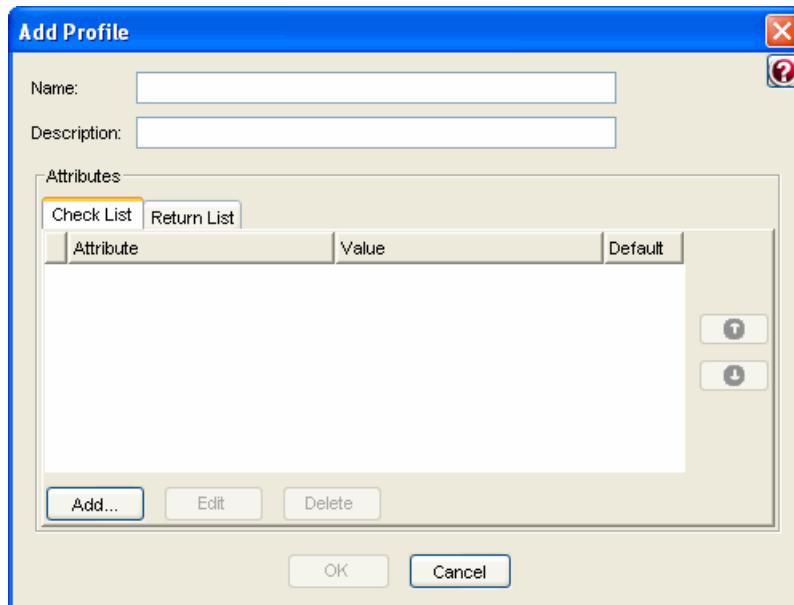 Add Profile
Name:
Description:
Attributes
Check List Return List
Attribute Value Default
Add... Edit Delete
OK Cancel